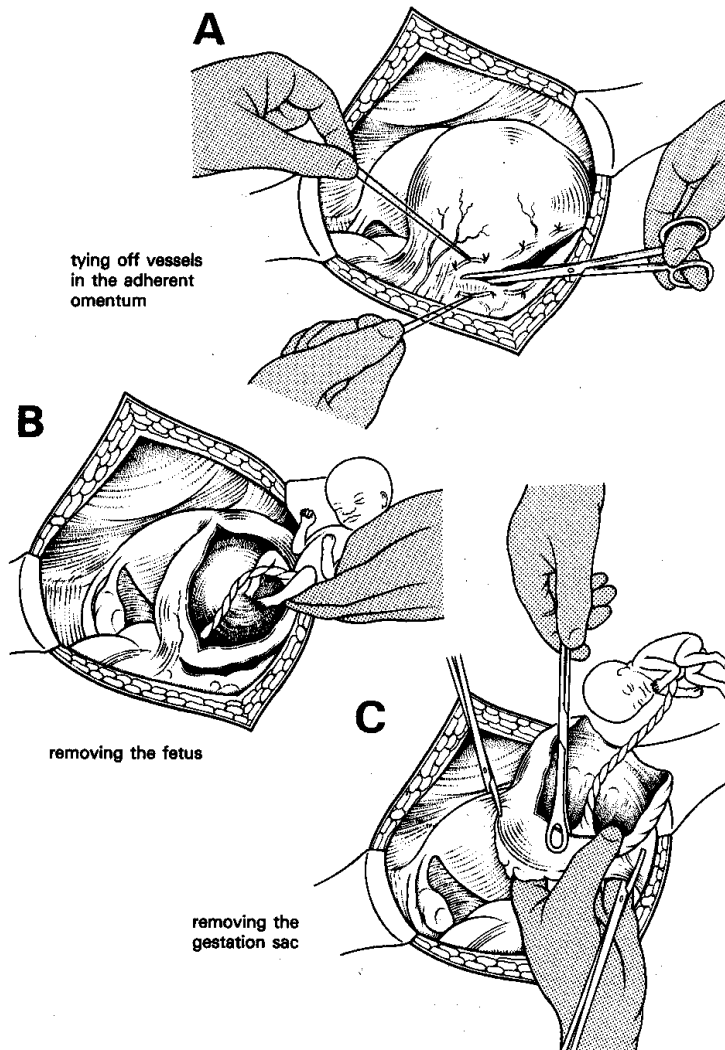 A
tying off vessels
in the adherent
omentum
B
removing the fetus
C
removing the
gestation sac